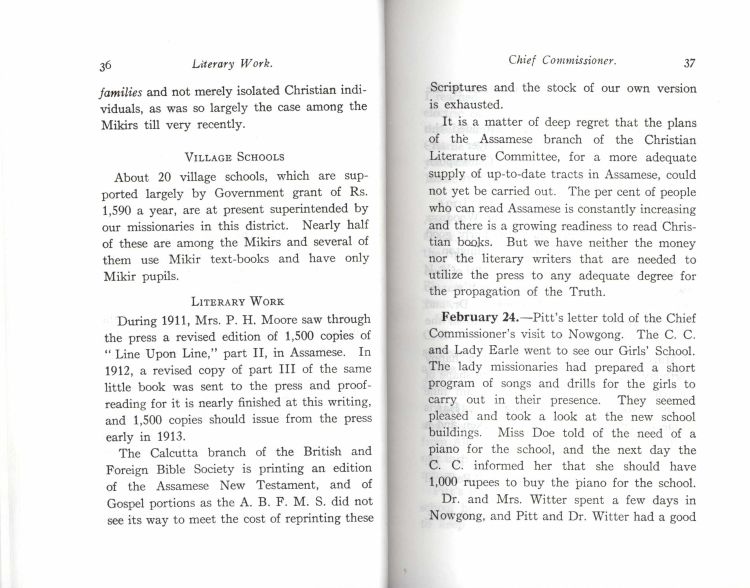 36 Literary Work.
families and not merely isolated Christian indi-
viduals, as was so largely the case among the
Mikirs till very recently.
VILLAGE SCHOOLS
About 20 village schools, which are sup-
ported largely by Government grant of Rs.
1,590 a year, are at present superintended by
our missionaries in this district. Nearly half
of these are among the Mikirs and several of
them use Mikir text-books and have only
Mikir pupils.
LITERARY WORK
During 1911, Mrs. P. H. Moore saw through
the press a revised edition of 1,500 copies of
" Line Upon Line," part II, in Assamese. In
1912, a revised copy of part III of the same
little book was sent to the press and proof-
reading for it is nearly finished at this writing,
and 1,500 copies should issue from the press
early in 1913.
The Calcutta branch of the British and
Foreign Bible Society is printing an edition
of the Assamese New Testament, and of
Gospel portions as the A. B. F. M. S. did not
see its way to meet the cost of reprinting these
Chief Commissioner. 37
Scriptures and the stock of our own version
is exhausted.
It is a matter of deep regret that the plans
of the Assamese branch of the Christian
Literature Committee, for a more adequate
supply of up-to-date tracts in Assamese, could
not yet be carried out. The per cent of people
who can read Assamese is constantly increasing
and there is a growing readiness to read Chris-
tian books. But we have neither the money
nor the literary writers that are needed to
utilize the press to any adequate degree for
the propagation of the Truth.
February 24.—Pitt's letter told of the Chief
Commissioner's visit to Nowgong. The C. C.
and Lady Earle went to see our Girls' School.
The lady missionaries had prepared a short
program of songs and drills for the girls to
carry out in their presence. They seemed
pleased and took a look at the new school
buildings. Miss Doe told of the need of a
piano for the school, and the next day the
C. C. informed her that she should have
1,000 rupees to buy the piano for the school.
Dr. and Mrs. Witter spent a few days in
Nowgong, and Pitt and Dr. Witter had a good